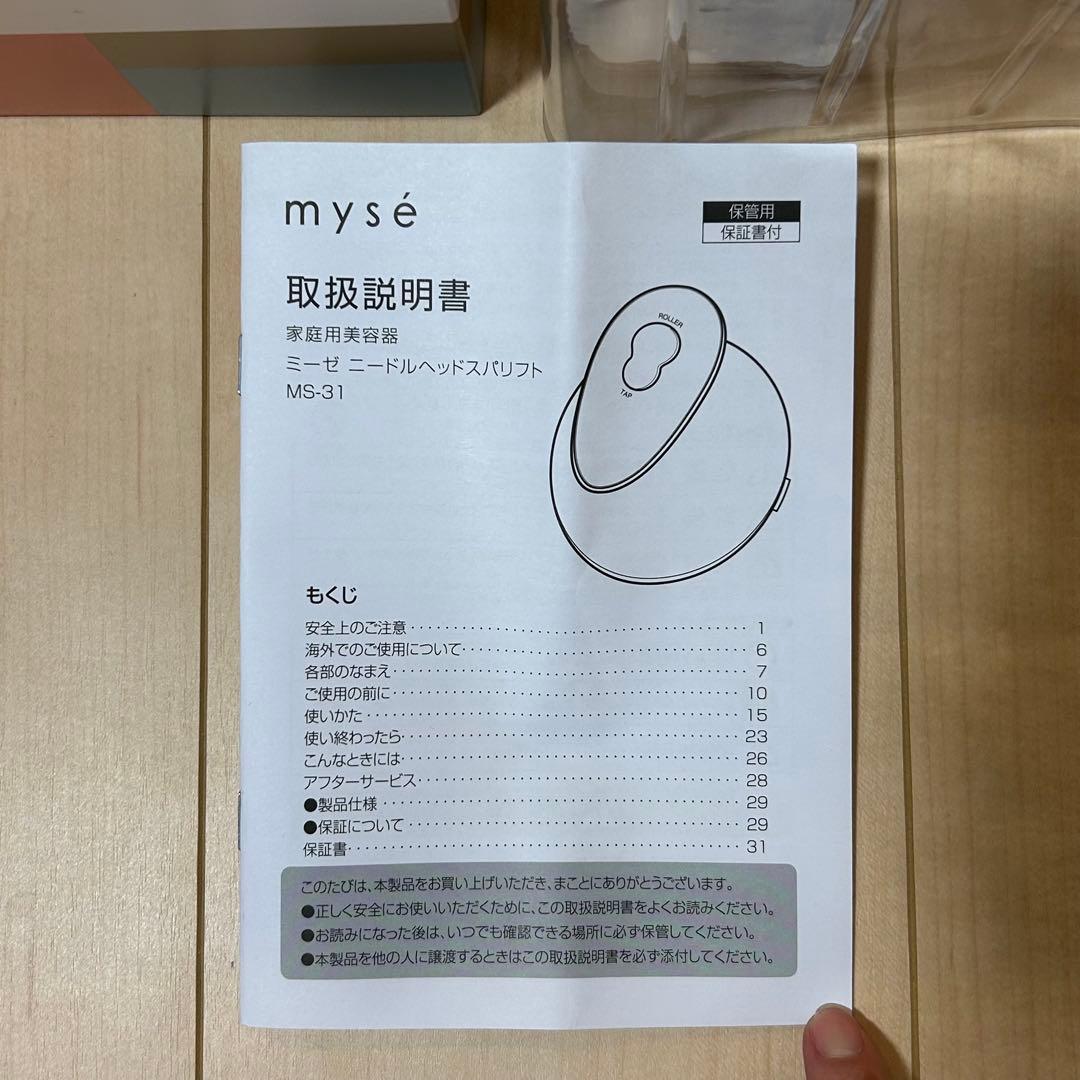 mysé
保管用
保証書付
取扱説明書
家庭用美容器
ミーゼ ニードルヘッドスパリフト
MS-31
ROLLER
TAP
もくじ
安全上のご注意 1
海外でのご使用について 6
各部のなまえ 7
ご使用の前に 10
使いかた 15
使い終わったら 23
こんなときには 26
アフターサービス 28
●製品仕様 29
●保証について 29
保証書 31
このたびは、本製品をお買い上げいただき、まことにありがとうございます。
●正しく安全にお使いいただくために、この取扱説明書をよくお読みください。
●お読みになった後は、いつでも確認できる場所に必ず保管してください。
●本製品を他の人に譲渡するときはこの取扱説明書を必ず添付してください。